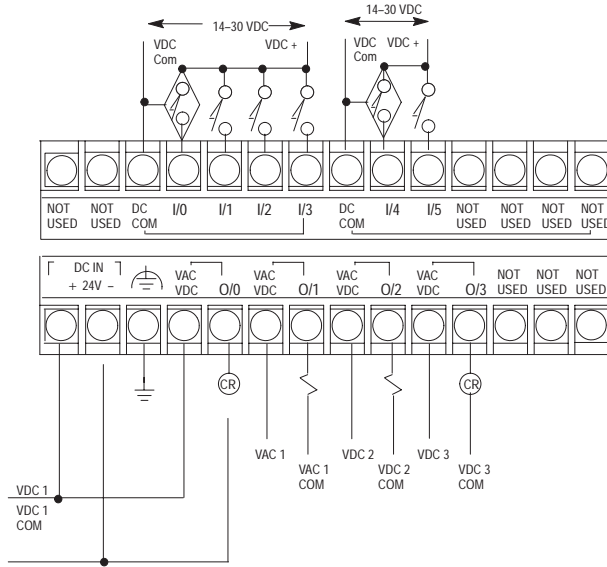 14–30 VDC
14–30 VDC
VDC Com
VDC +
VDC Com
VDC +
NOT USED
NOT USED
DC COM
I/0
I/1
I/2
I/3
DC COM
I/4
I/5
NOT USED
NOT USED
NOT USED
NOT USED
DC IN
+ 24V –
VAC VDC
O/0
VAC VDC
O/1
VAC VDC
O/2
VAC VDC
O/3
NOT USED
NOT USED
NOT USED
CR
CR
VAC 1
VAC 1 COM
VDC 2
VDC 2 COM
VDC 3
VDC 3 COM
VDC 1
VDC 1 COM